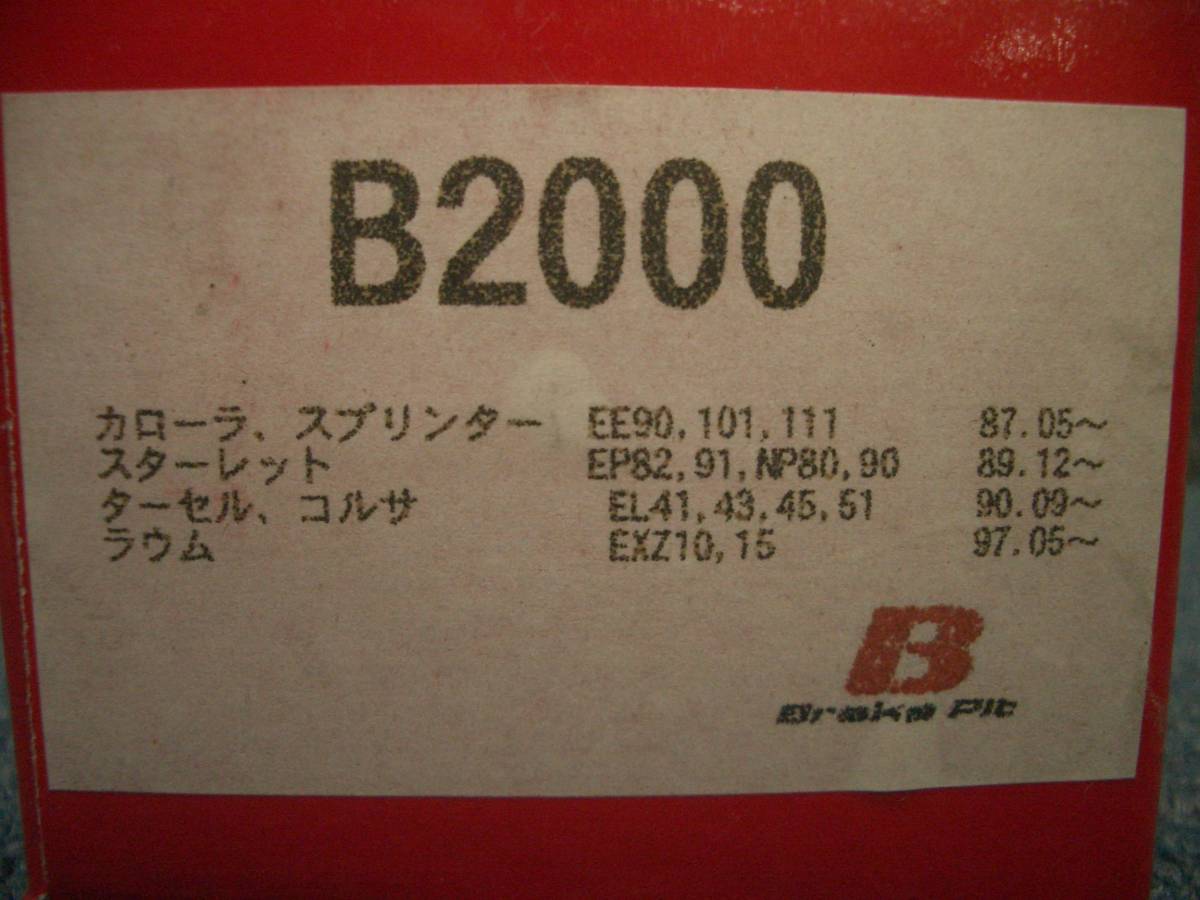 B2000
カローラ、スプリンター EE90,101,111 87.05～
スターレット EP82,91,NP80,90 89.12～
ターセル、コルサ EL41,43,45,51 90.09～
ラウム EXZ10,15 97.05～
B
Brake Pit